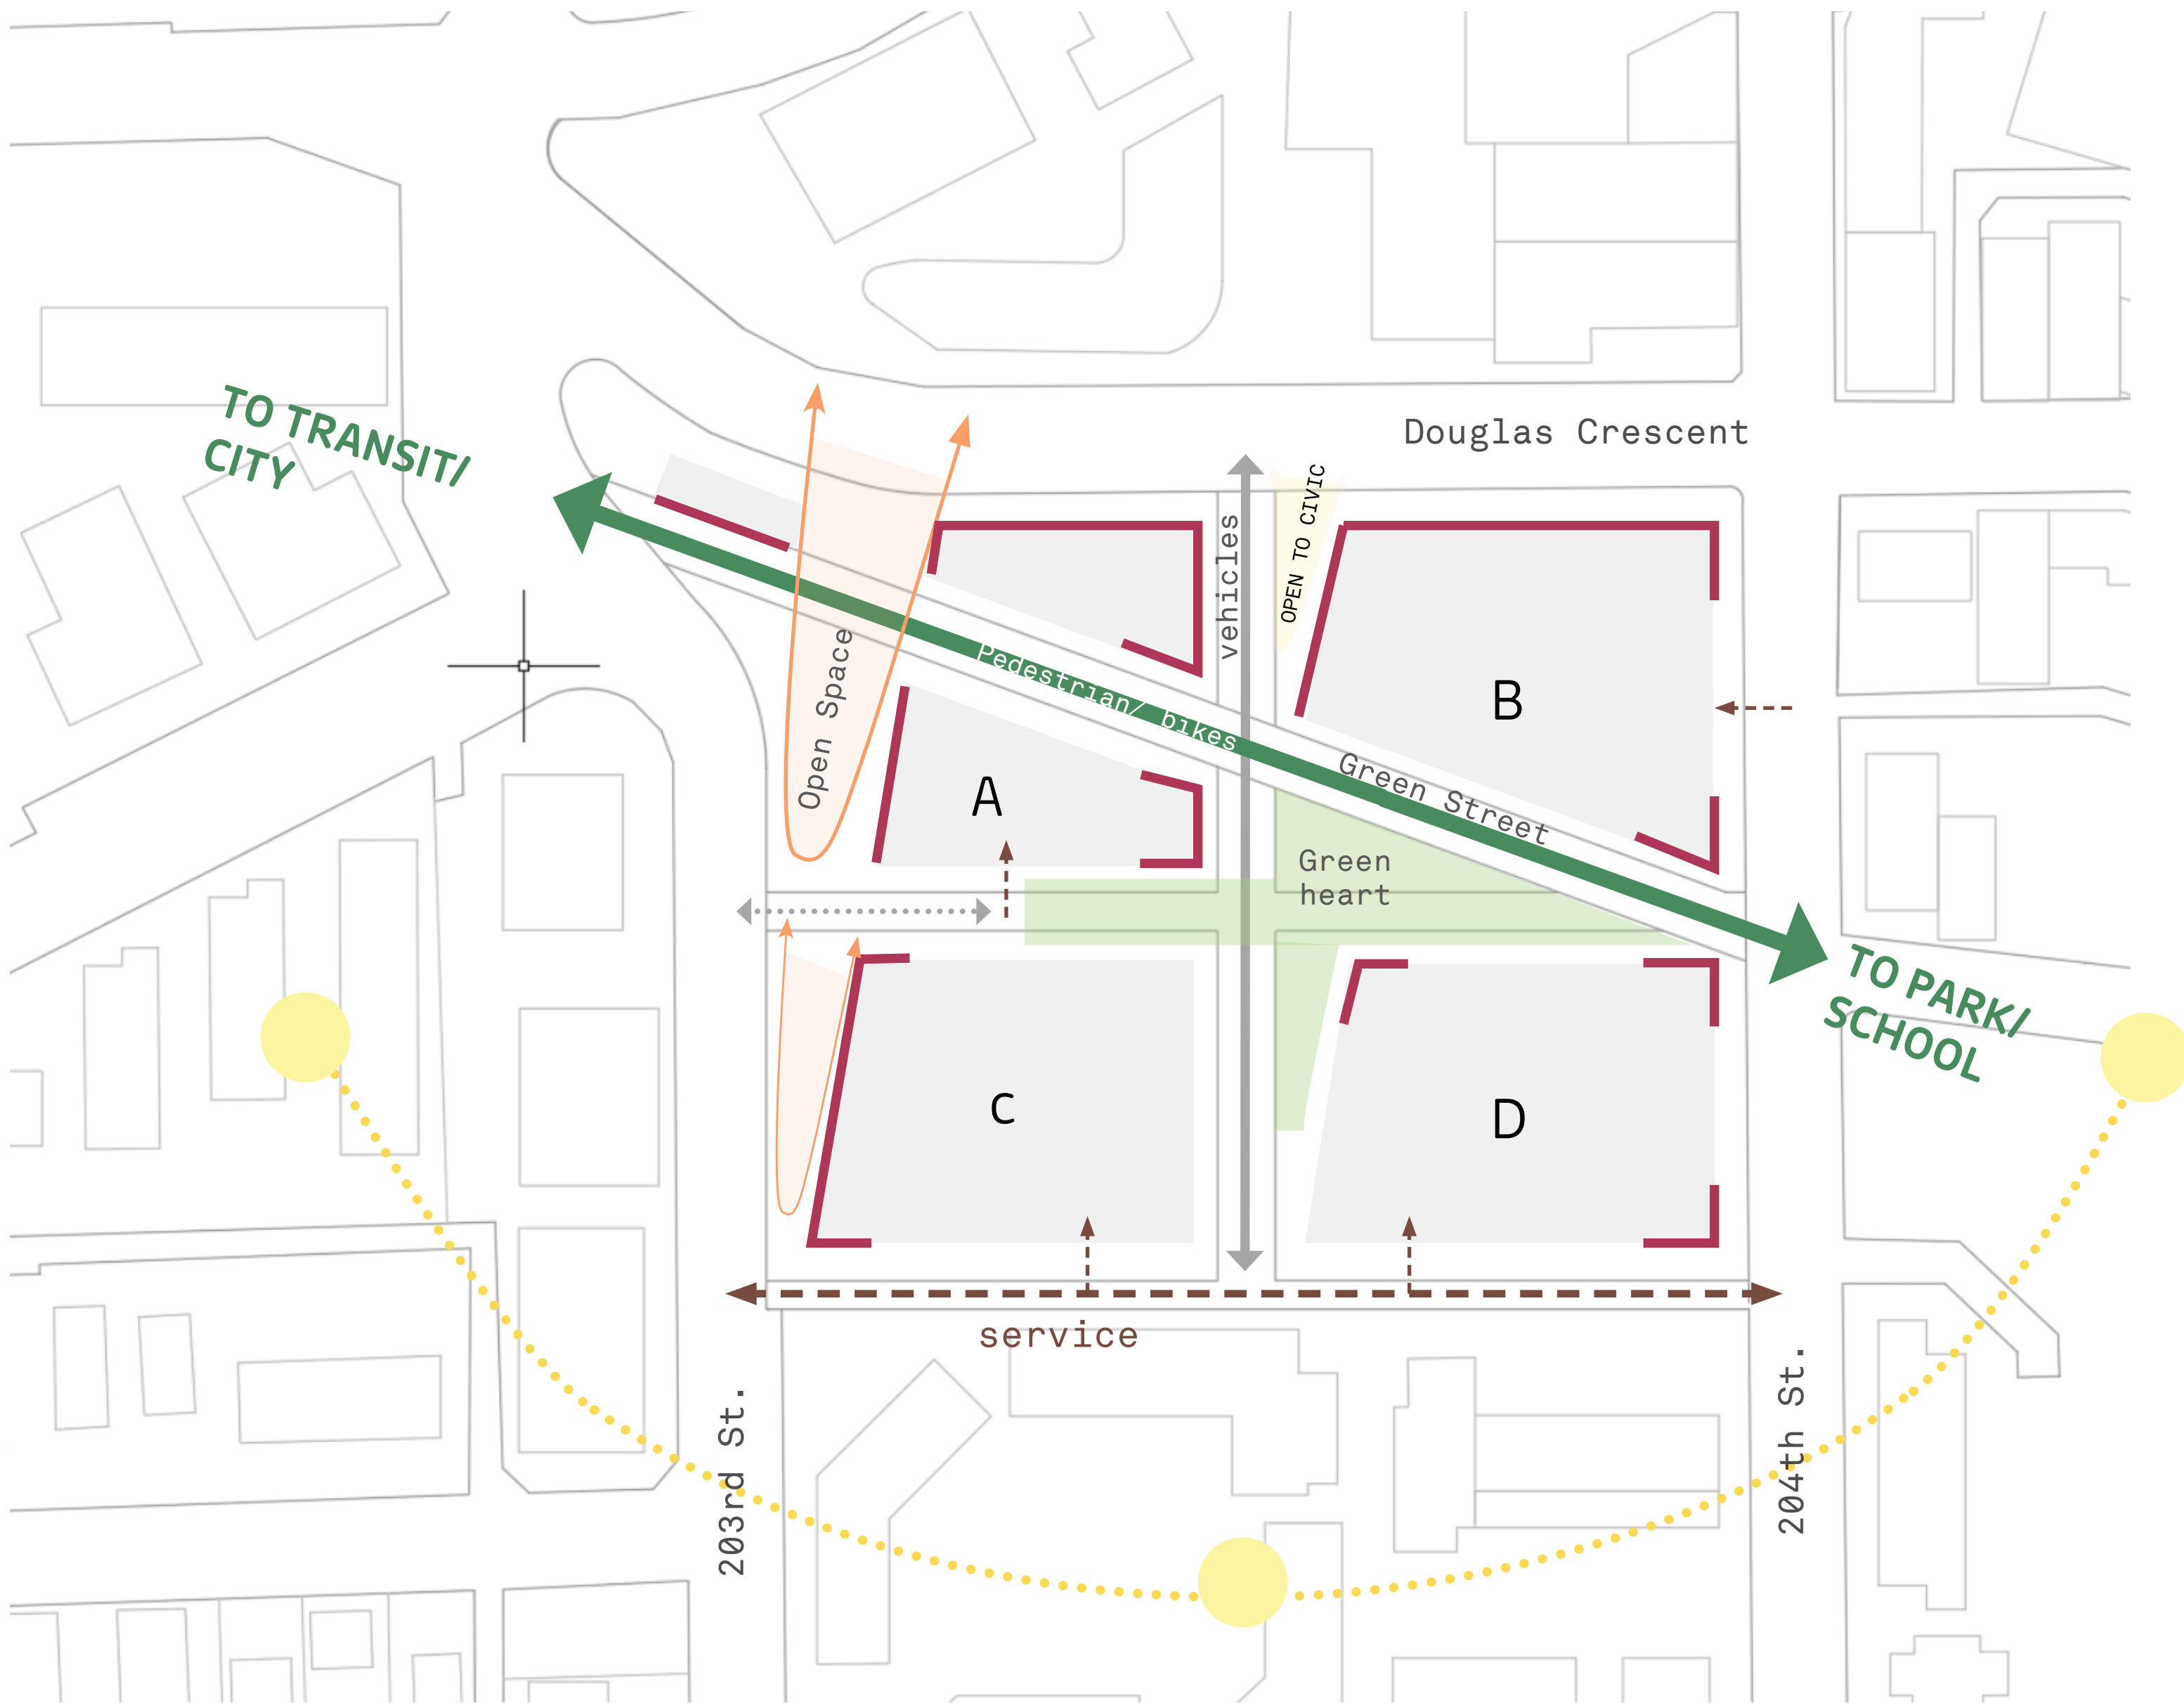 TO TRANSIT/
CITY
Douglas Crescent
OPEN TO CIVIC
vehicles
Open Space
Pedestrian/ bikes
Green Street
A
B
Green
heart
TO PARK/
SCHOOL
C
D
service
203rd St.
204th St.